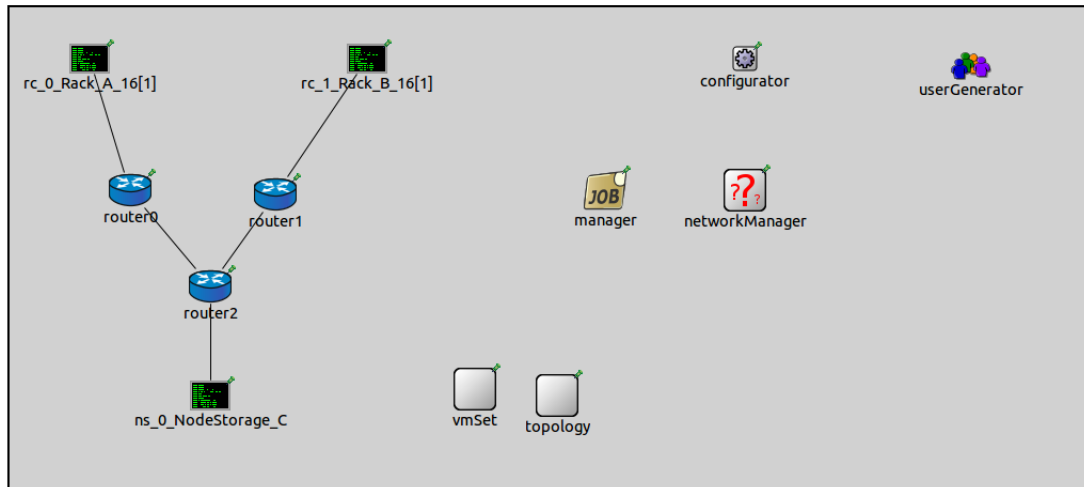 rc_0_Rack_A_16[1]
rc_1_Rack_B_16[1]
configurator
userGenerator
router0
router1
JOB
manager
???
networkManager
router2
ns_0_NodeStorage_C
vmSet
topology